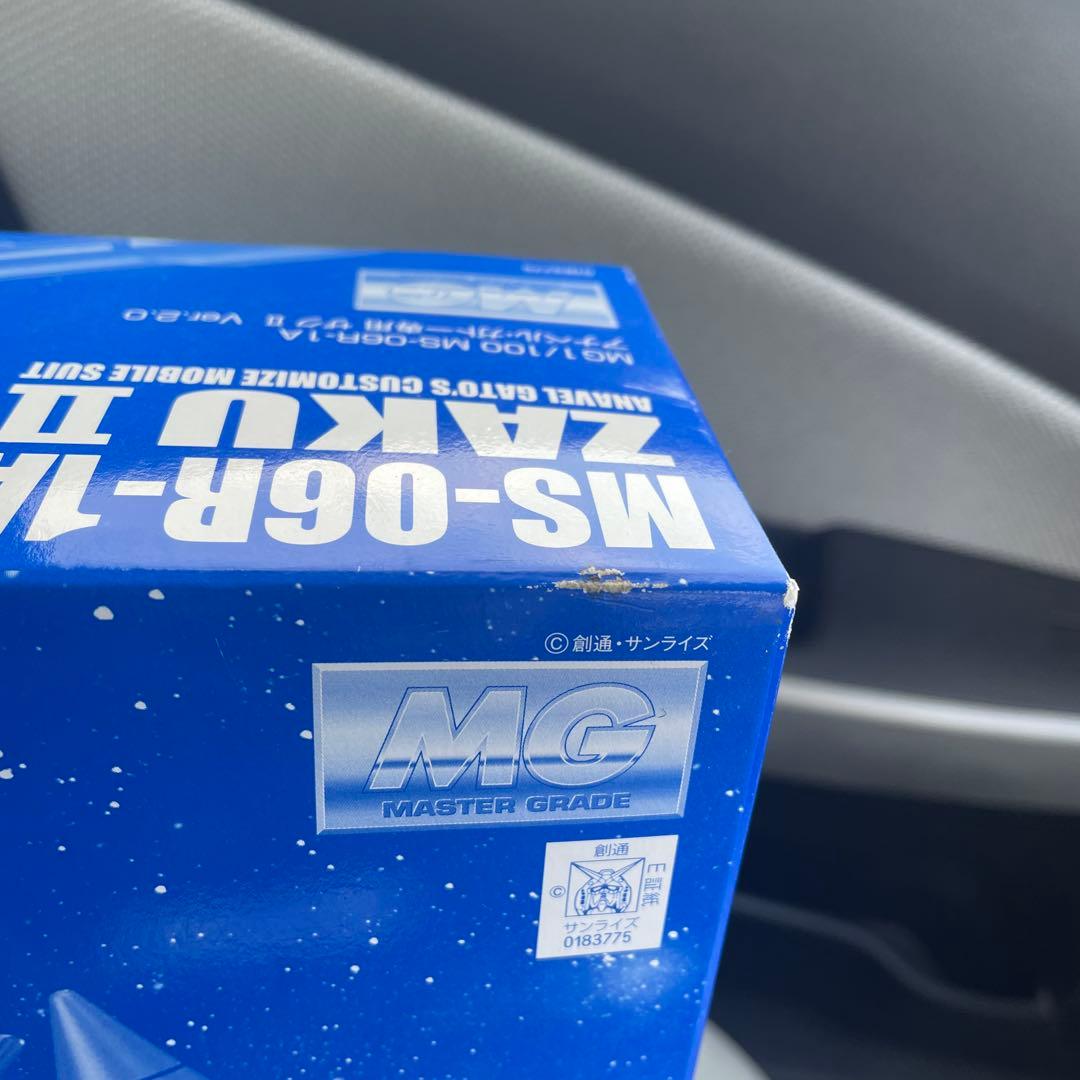 MG 1/100 MS-06R-1A
アナベル・ガトー専用 ザクII Ver.2.0
ANAVEL GATO'S CUSTOMIZE MOBILE SUIT
ZAKU II
MS-06R-1A
©創通・サンライズ
MG
MASTER GRADE
創通
©
証紙
サンライズ
0183775